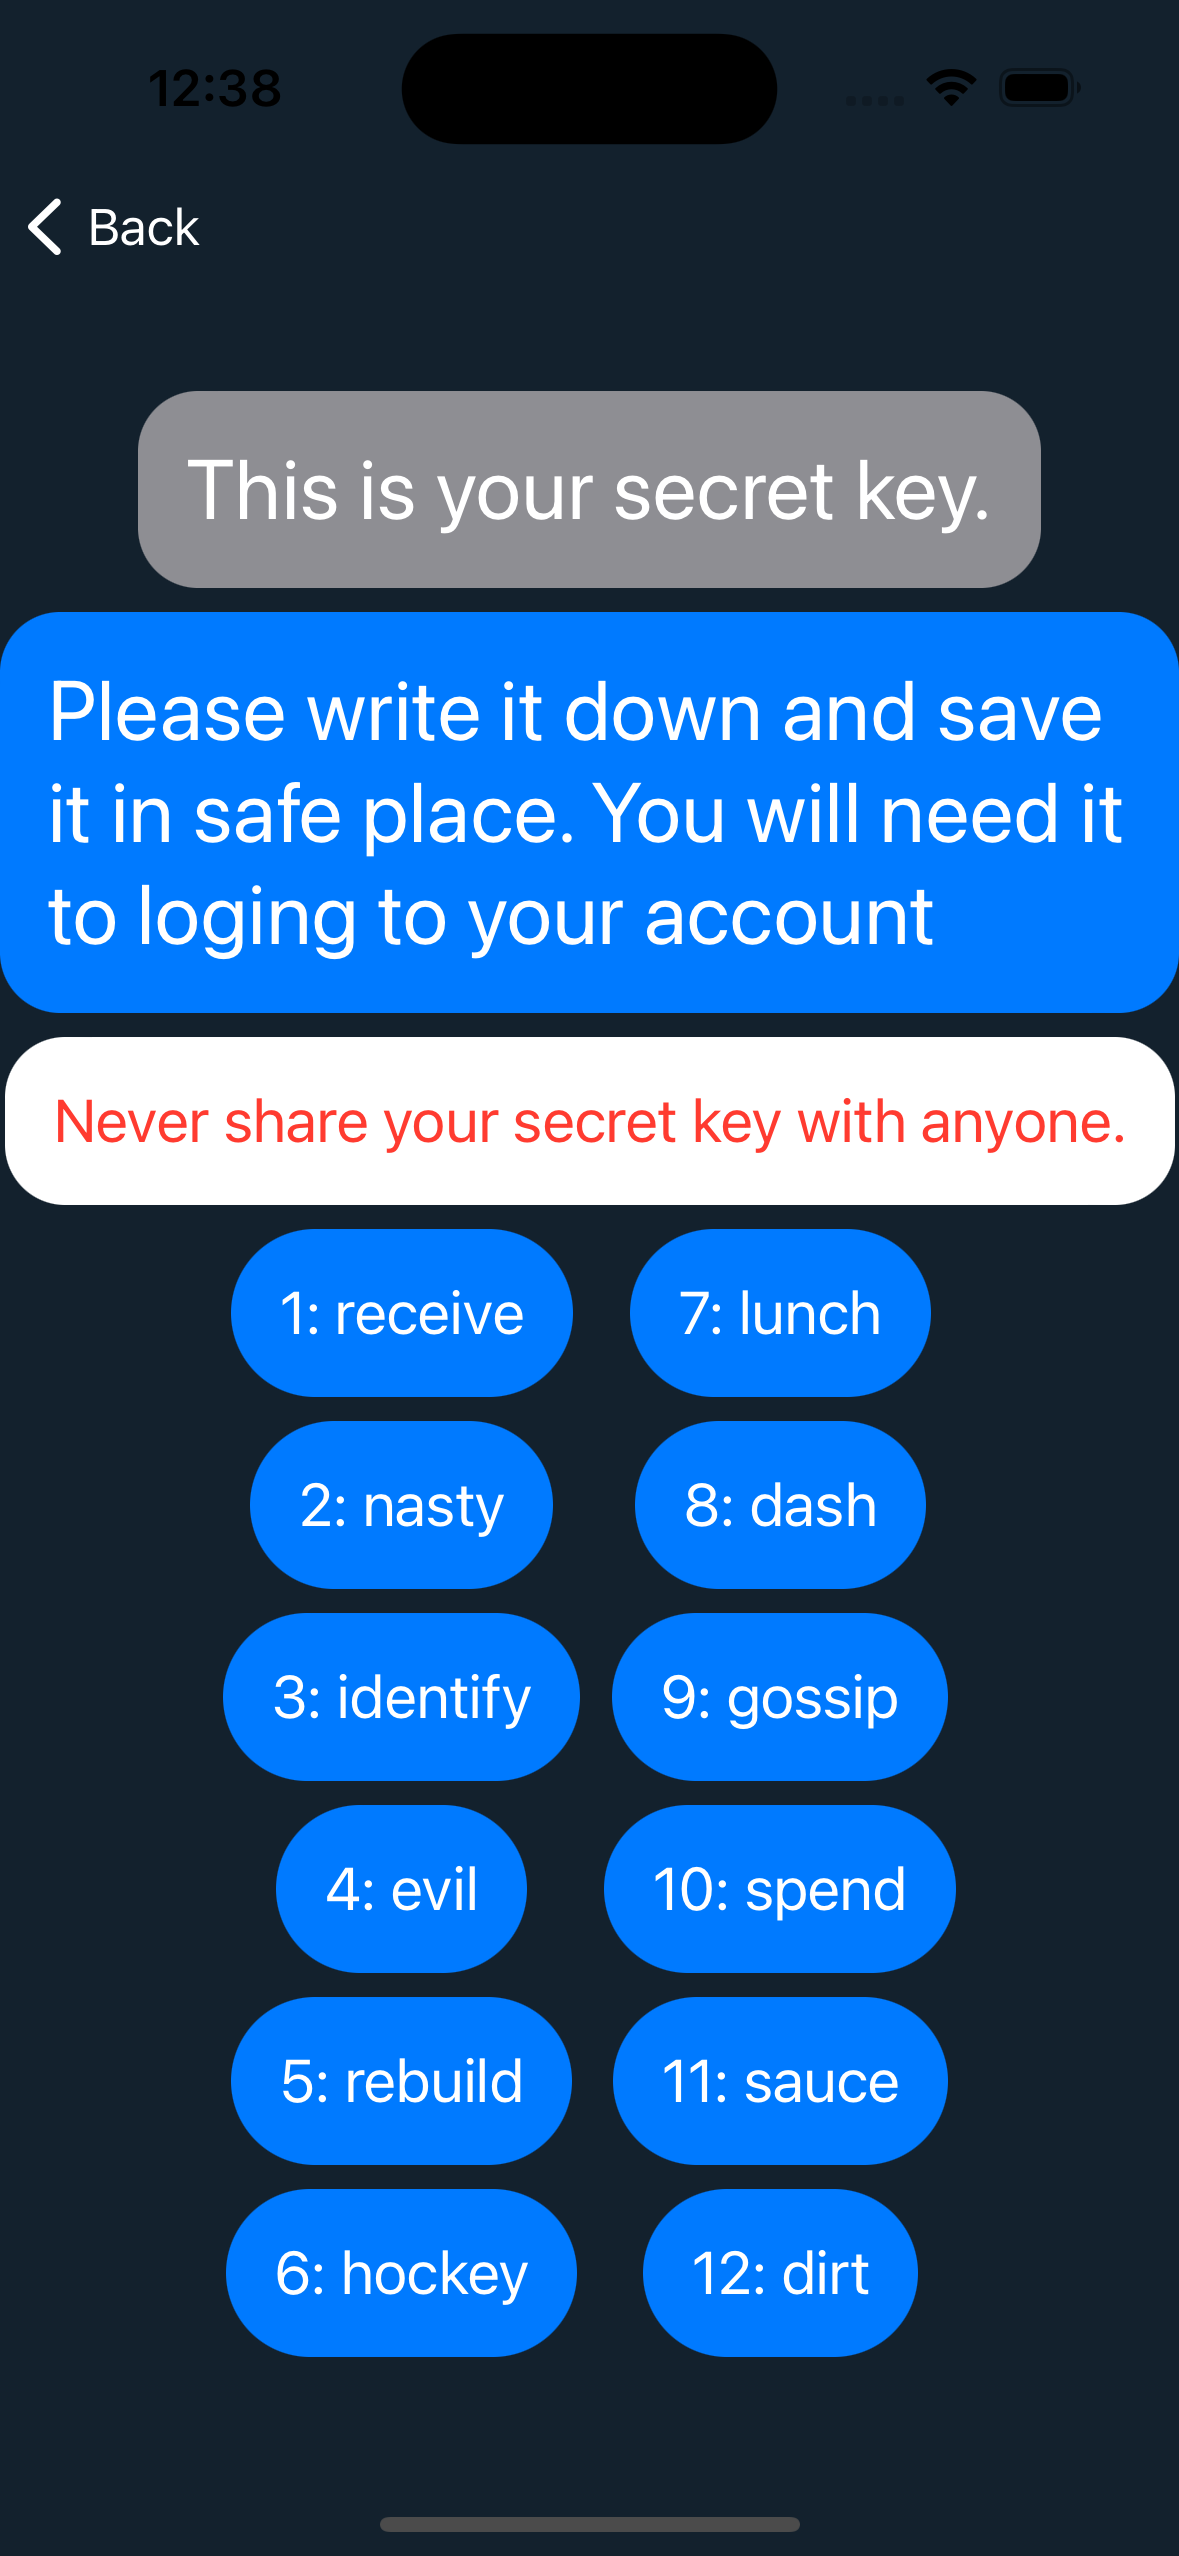 12:38
Back
This is your secret key.
Please write it down and save
it in safe place. You will need it
to loging to your account
Never share your secret key with anyone.
1: receive
7: lunch
2: nasty
8: dash
3: identify
9: gossip
4: evil
10: spend
5: rebuild
11: sauce
6: hockey
12: dirt